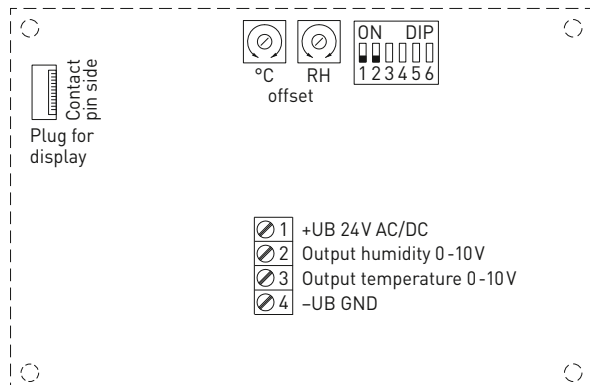 ON DIP
1 2 3 4 5 6
°C RH
offset
Contact
pin side
Plug for
display
1 +UB 24V AC/DC
2 Output humidity 0-10V
3 Output temperature 0-10V
4 –UB GND